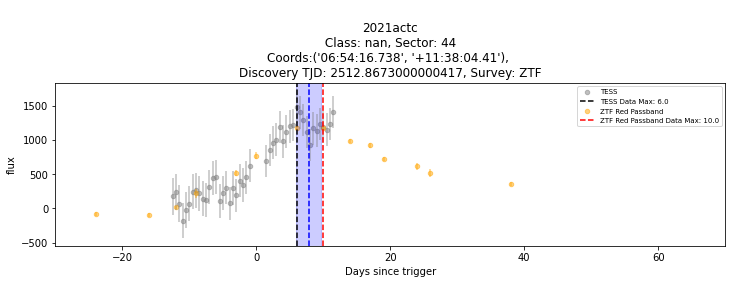 2021actc
Class: nan, Sector: 44
Coords:('06:54:16.738', '+11:38:04.41'),
Discovery TJD: 2512.8673000000417, Survey: ZTF
TESS
TESS Data Max: 6.0
ZTF Red Passband
ZTF Red Passband Data Max: 10.0
flux
1500
1000
500
0
−500
−20
0
20
40
60
Days since trigger